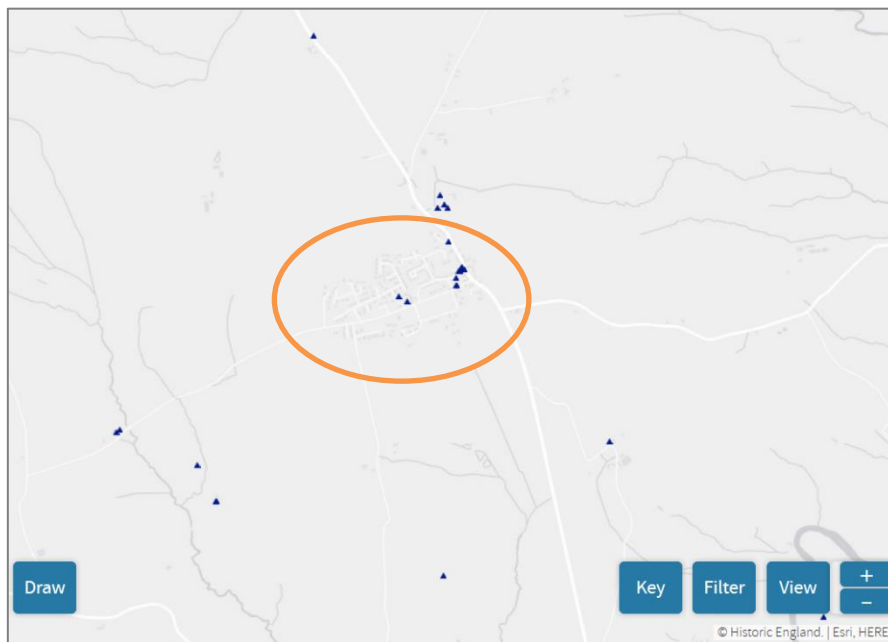 Draw
Key
Filter
View
+
−
© Historic England. | Esri, HERE